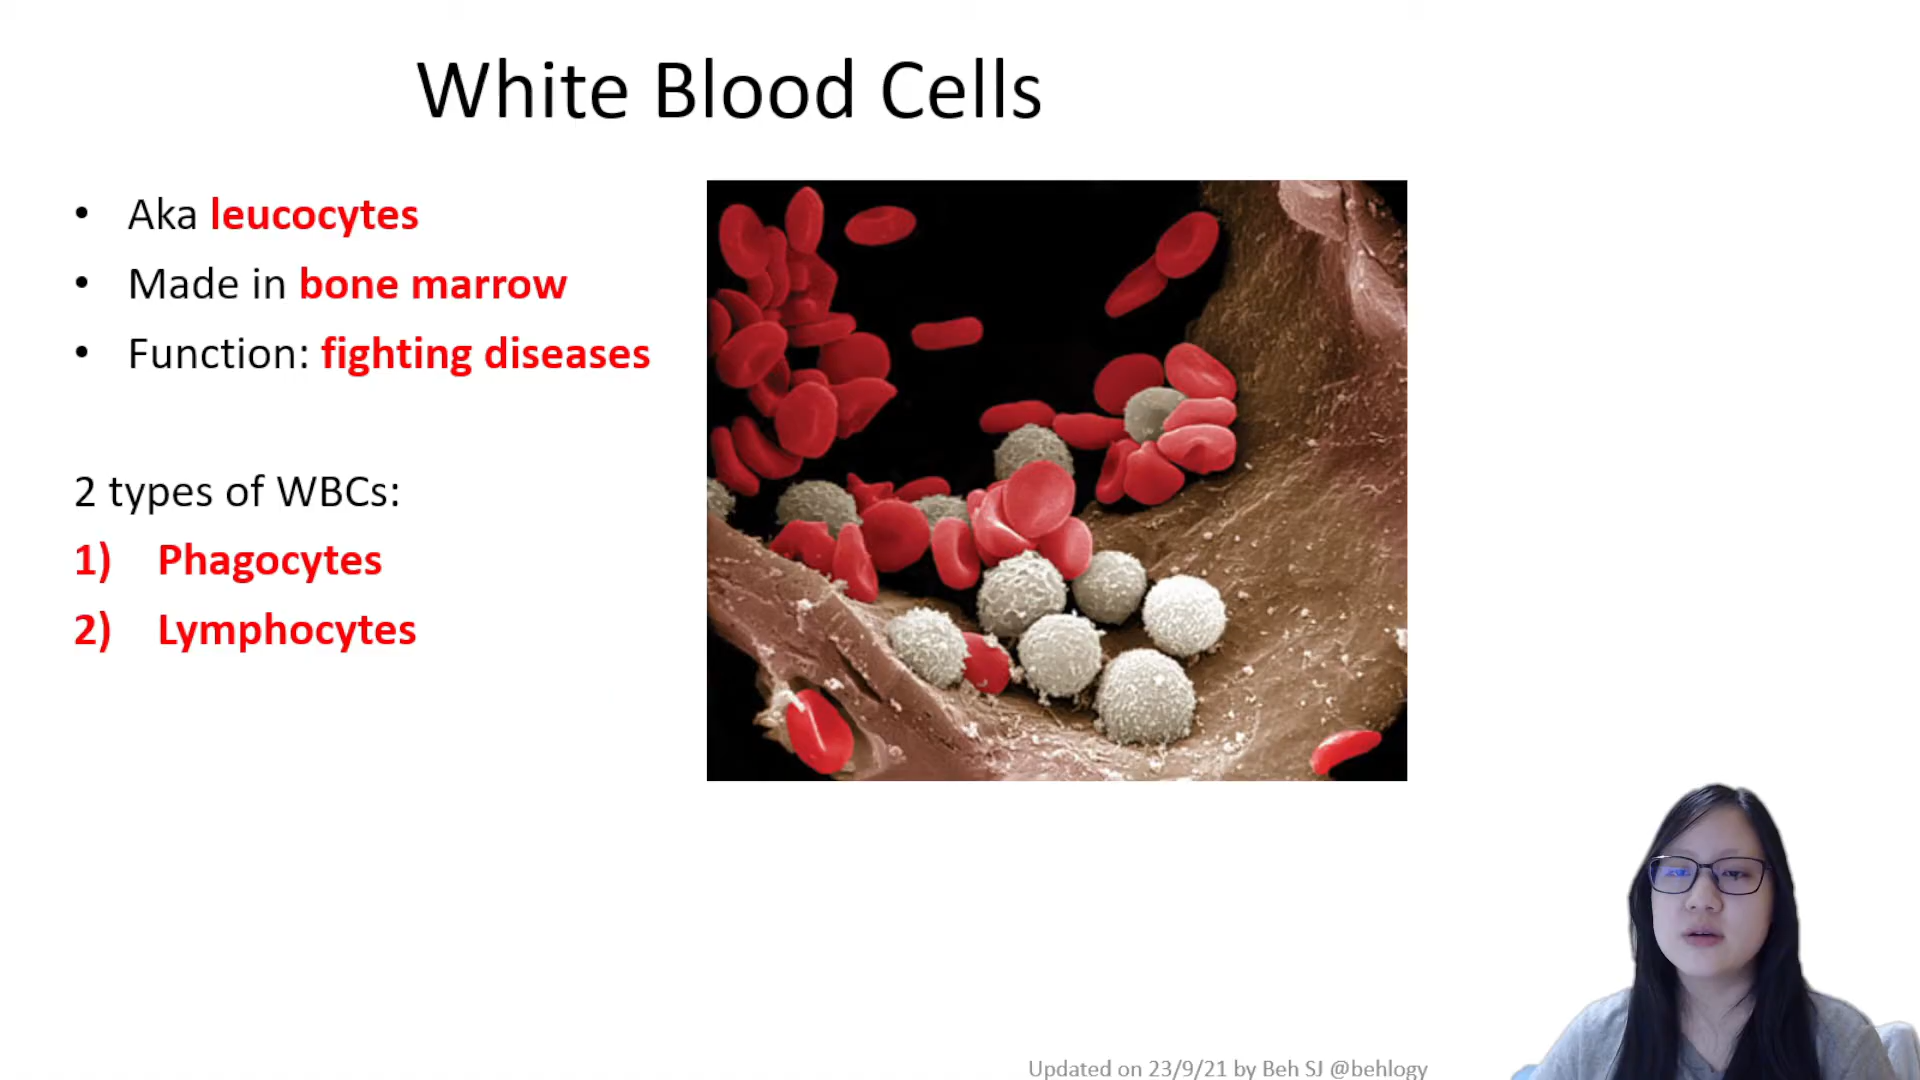 White Blood Cells
• Aka leucocytes
• Made in bone marrow
• Function: fighting diseases
2 types of WBCs:
1) Phagocytes
2) Lymphocytes
Updated on 23/9/21 by Beh SJ @behlogy